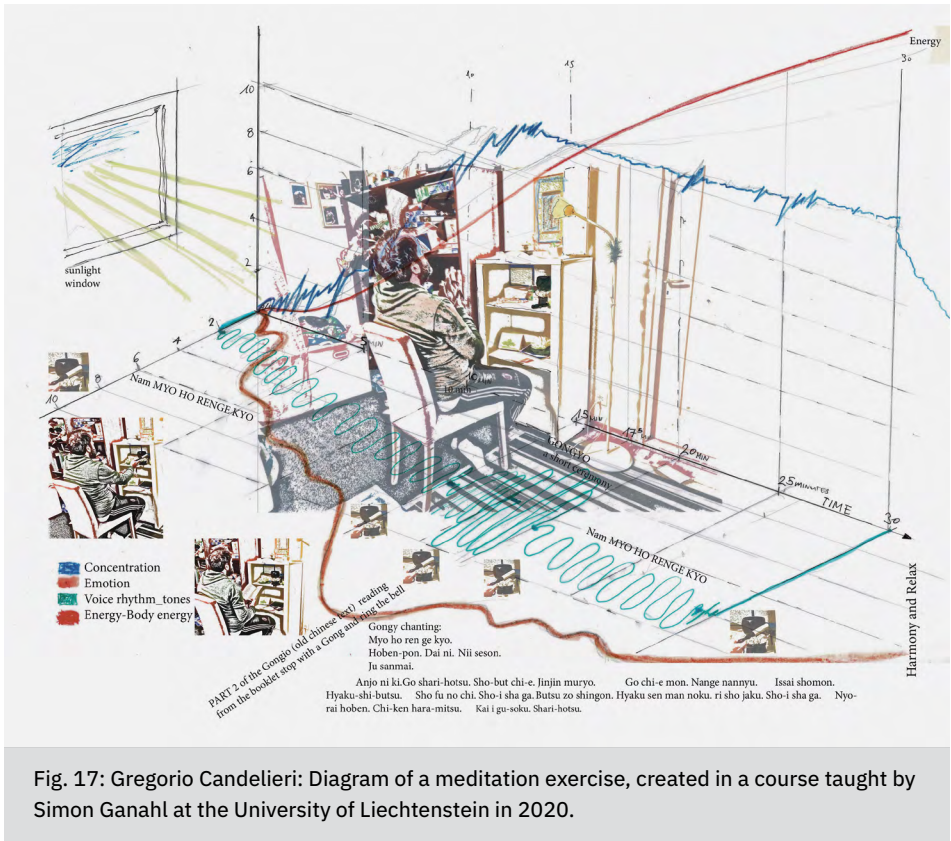 Energy
30
10
15
10
8
6
4
2
sunlight
window
2
4
6
8
10
5 MIN
10 min
15 MIN
17'5
20 MIN
25 MINUTES
TIME
30
Nam MYO HO RENGE KYO
GONGYO
a short ceremony
Nam MYO HO RENGE KYO
Harmony and Relax
Concentration
Emotion
Voice rhythm_tones
Energy-Body energy
PART 2 of the Gongio (old chinese text) reading
from the booklet stop with a Gong and ring the bell
Gongy chanting:
Myo ho ren ge kyo.
Hoben-pon. Dai ni. Nii seson.
Ju sanmai.
Anjo ni ki.Go shari-hotsu. Sho-but chi-e. Jinjin muryo. Go chi-e mon. Nange nannyu. Issai shomon.
Hyaku-shi-butsu. Sho fu no chi. Sho-i sha ga. Butsu zo shingon. Hyaku sen man noku. ri sho jaku. Sho-i sha ga. Nyo-
rai hoben. Chi-ken hara-mitsu. Kai i gu-soku. Shari-hotsu.
Fig. 17: Gregorio Candelieri: Diagram of a meditation exercise, created in a course taught by
Simon Ganahl at the University of Liechtenstein in 2020.